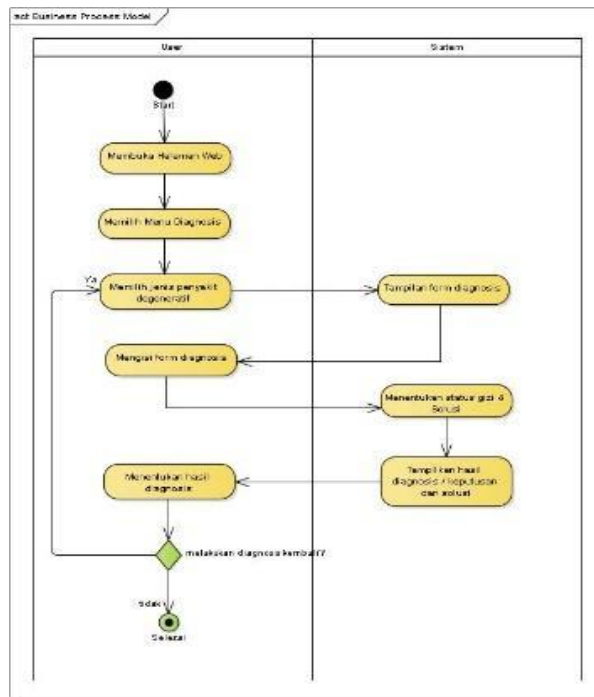 act Business Process Model
User
Sistem
Start
Membuka Halaman Web
Memilih Menu Diagnosis
Ya
Memilih jenis penyakit
degeneratif
Tampilan form diagnosis
Mengisi form diagnosis
Menentukan status gizi &
Solusi
Menentukan hasil
diagnosis
Tampilkan hasil
diagnosis / keputusan
dan solusi
melakukan diagnosis kembali?
tidak
Selesai